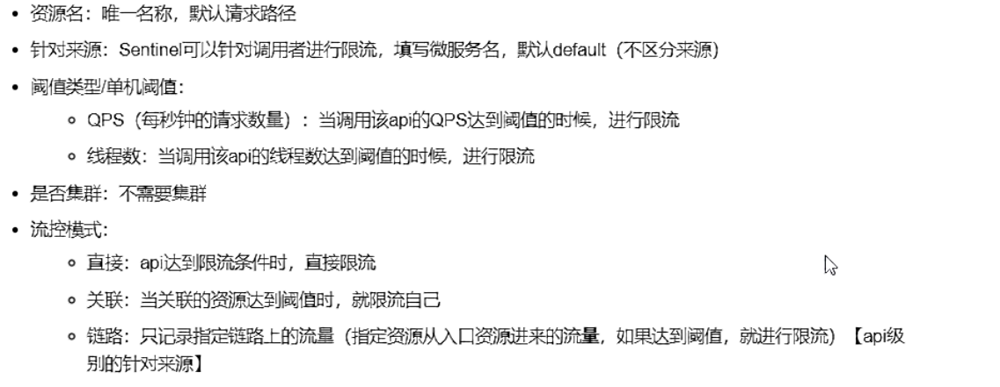 资源名：唯一名称，默认请求路径
针对来源：Sentinel可以针对调用者进行限流，填写微服务名，默认default（不区分来源）
阈值类型/单机阈值：
QPS（每秒钟的请求数量）：当调用该api的QPS达到阈值的时候，进行限流
线程数：当调用该api的线程数达到阈值的时候，进行限流
是否集群：不需要集群
流控模式：
直接：api达到限流条件时，直接限流
关联：当关联的资源达到阈值时，就限流自己
链路：只记录指定链路上的流量（指定资源从入口资源进来的流量，如果达到阈值，就进行限流）【api级
别的针对来源】